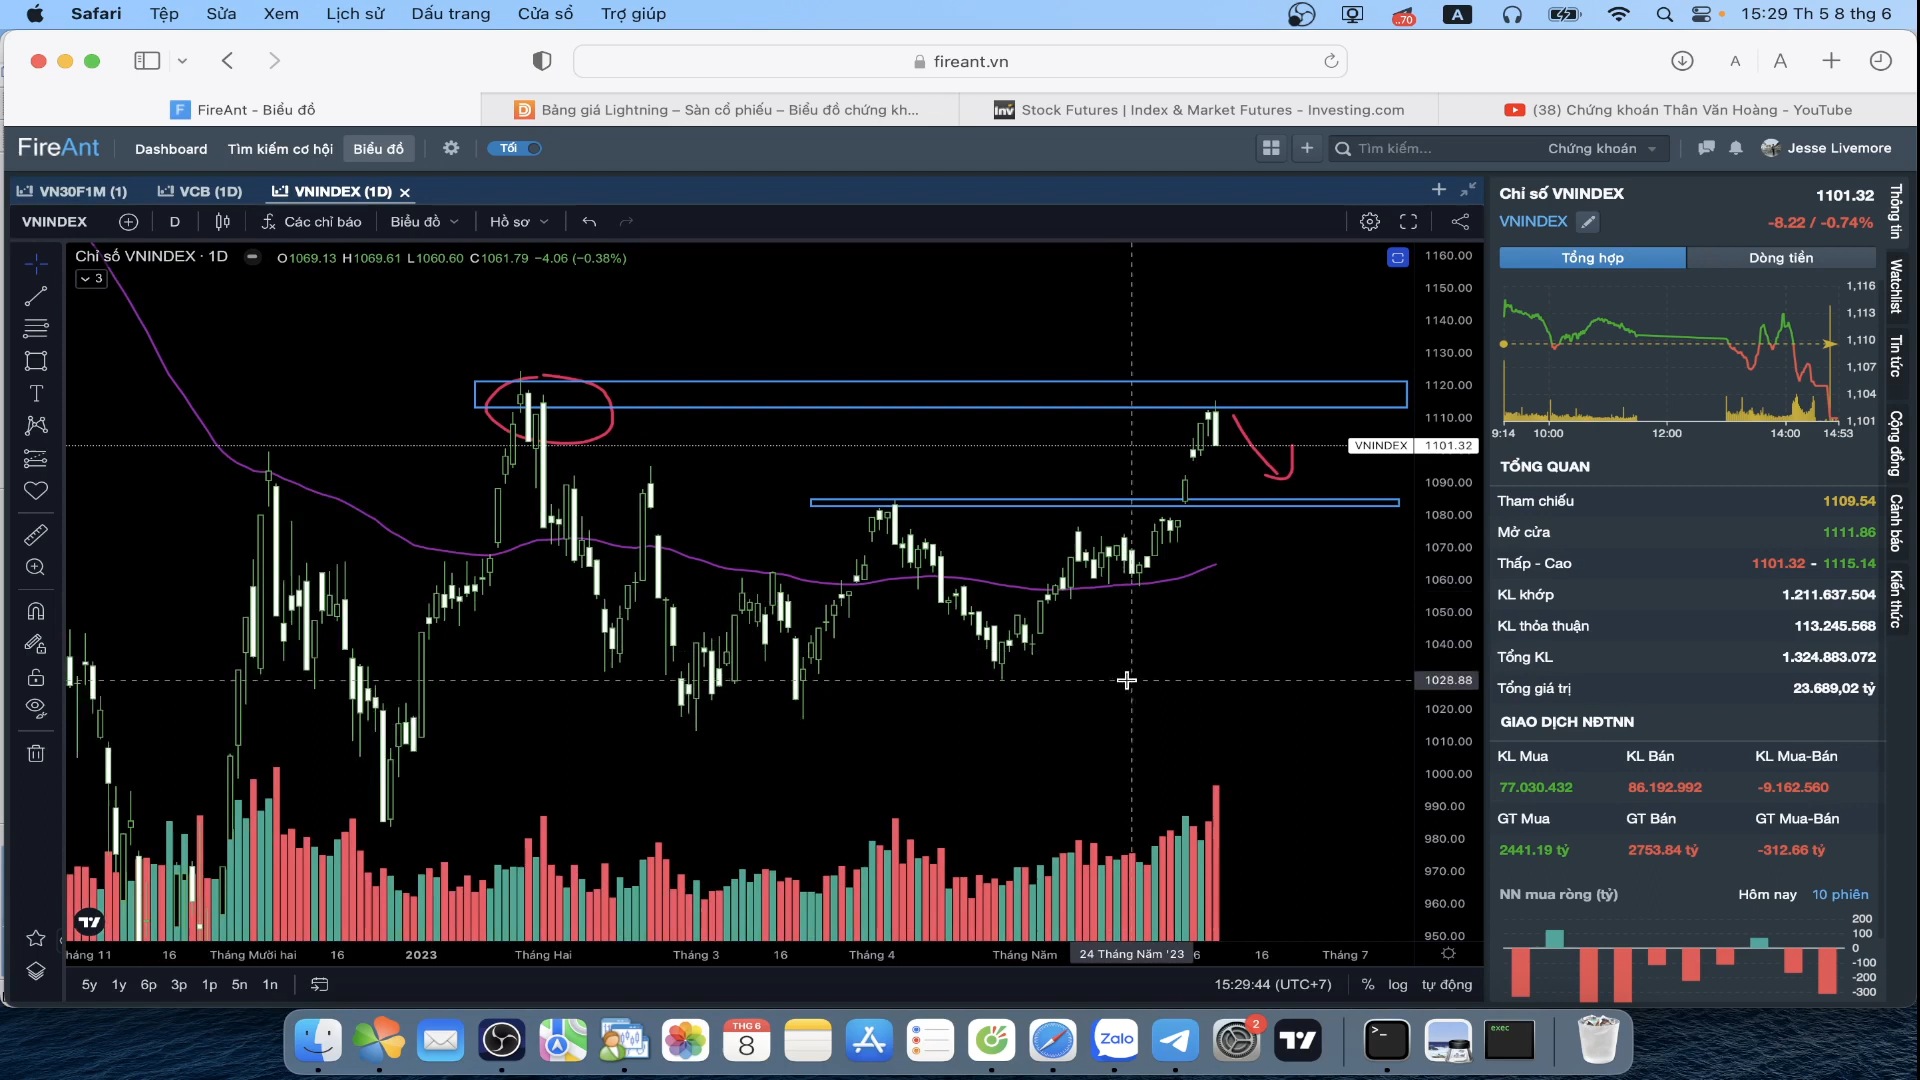 Safari Tệp Sửa Xem Lịch sử Dấu trang Cửa sổ Trợ giúp
.70 A 15:29 Th 5 8 thg 6
fireant.vn A A
F FireAnt - Biểu đồ
Bảng giá Lightning – Sàn cổ phiếu – Biểu đồ chứng kh...
Inv Stock Futures | Index & Market Futures - Investing.com
(38) Chứng khoán Thân Văn Hoàng - YouTube
FireAnt Dashboard Tìm kiếm cơ hội Biểu đồ Tối
Tìm kiếm... Chứng khoán Jesse Livemore
VN30F1M (1) VCB (1D) VNINDEX (1D)
VNINDEX D Các chỉ báo Biểu đồ Hồ sơ
Chỉ số VNINDEX · 1D O1069.13 H1069.61 L1060.60 C1061.79 −4.06 (−0.38%)
3
1160.00
1150.00
1140.00
1130.00
1120.00
1110.00
VNINDEX 1101.32
1090.00
1080.00
1070.00
1060.00
1050.00
1040.00
1028.88
1020.00
1010.00
1000.00
990.00
980.00
970.00
960.00
950.00
háng 11 16 Tháng Mười hai 16 2023 Tháng Hai Tháng 3 16 Tháng 4 Tháng Năm 24 Tháng Năm '23 6 16 Tháng 7
5y 1y 6p 3p 1p 5n 1n 15:29:44 (UTC+7) % log tự động
Chỉ số VNINDEX 1101.32
VNINDEX -8.22 / -0.74%
Tổng hợp Dòng tiền
1,116
1,113
1,110
1,107
1,104
1,101
9:14 10:00 12:00 14:00 14:53
TỔNG QUAN
Tham chiếu 1109.54
Mở cửa 1111.86
Thấp - Cao 1101.32 - 1115.14
KL khớp 1.211.637.504
KL thỏa thuận 113.245.568
Tổng KL 1.324.883.072
Tổng giá trị 23.689,02 tỷ
GIAO DỊCH NĐTNN
KL Mua KL Bán KL Mua-Bán
77.030.432 86.192.992 -9.162.560
GT Mua GT Bán GT Mua-Bán
2441.19 tỷ 2753.84 tỷ -312.66 tỷ
NN mua ròng (tỷ) Hôm nay 10 phiên
200
100
0
-100
-200
-300
Thông tin
Watchlist
Tin tức
Cộng đồng
Cảnh báo
Kiến thức
THG 6
8
Zalo
2
exec